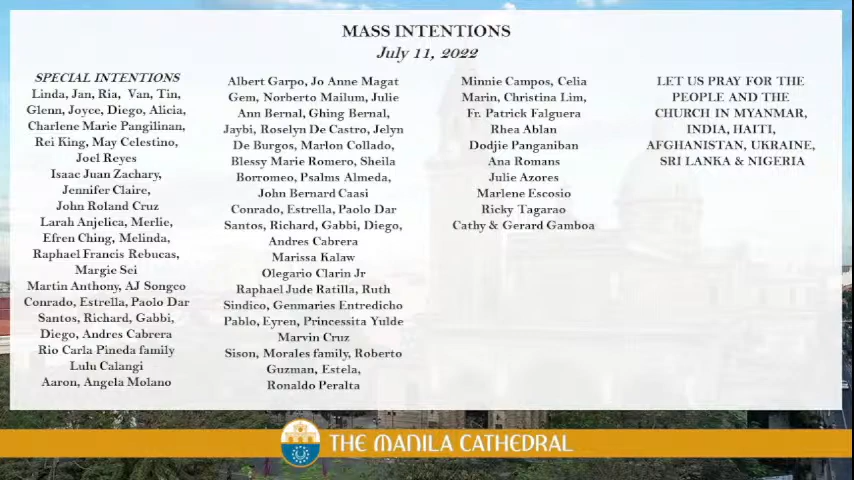 MASS INTENTIONS
July 11, 2022
SPECIAL INTENTIONS
Linda, Jan, Ria, Van, Tin,
Glenn, Joyce, Diego, Alicia,
Charlene Marie Pangilinan,
Rei King, May Celestino,
Joel Reyes
Isaac Juan Zachary,
Jennifer Claire,
John Roland Cruz
Larah Anjelica, Merlie,
Efren Ching, Melinda,
Raphael Francis Rebucas,
Margie Sei
Martin Anthony, AJ Songco
Conrado, Estrella, Paolo Dar
Santos, Richard, Gabbi,
Diego, Andres Cabrera
Rio Carla Pineda family
Lulu Calangi
Aaron, Angela Molano
Albert Garpo, Jo Anne Magat
Gem, Norberto Mailum, Julie
Ann Bernal, Ghing Bernal,
Jaybi, Roselyn De Castro, Jelyn
De Burgos, Marlon Collado,
Blessy Marie Romero, Sheila
Borromeo, Psalms Almeda,
John Bernard Caasi
Conrado, Estrella, Paolo Dar
Santos, Richard, Gabbi, Diego,
Andres Cabrera
Marissa Kalaw
Olegario Clarin Jr
Raphael Jude Ratilla, Ruth
Sindico, Genmaries Entredicho
Pablo, Eyren, Princessita Yulde
Marvin Cruz
Sison, Morales family, Roberto
Guzman, Estela,
Ronaldo Peralta
Minnie Campos, Celia
Marin, Christina Lim,
Fr. Patrick Falguera
Rhea Ablan
Dodjie Panganiban
Ana Romans
Julie Azores
Marlene Escosio
Ricky Tagarao
Cathy & Gerard Gamboa
LET US PRAY FOR THE
PEOPLE AND THE
CHURCH IN MYANMAR,
INDIA, HAITI,
AFGHANISTAN, UKRAINE,
SRI LANKA & NIGERIA
THE MANILA CATHEDRAL